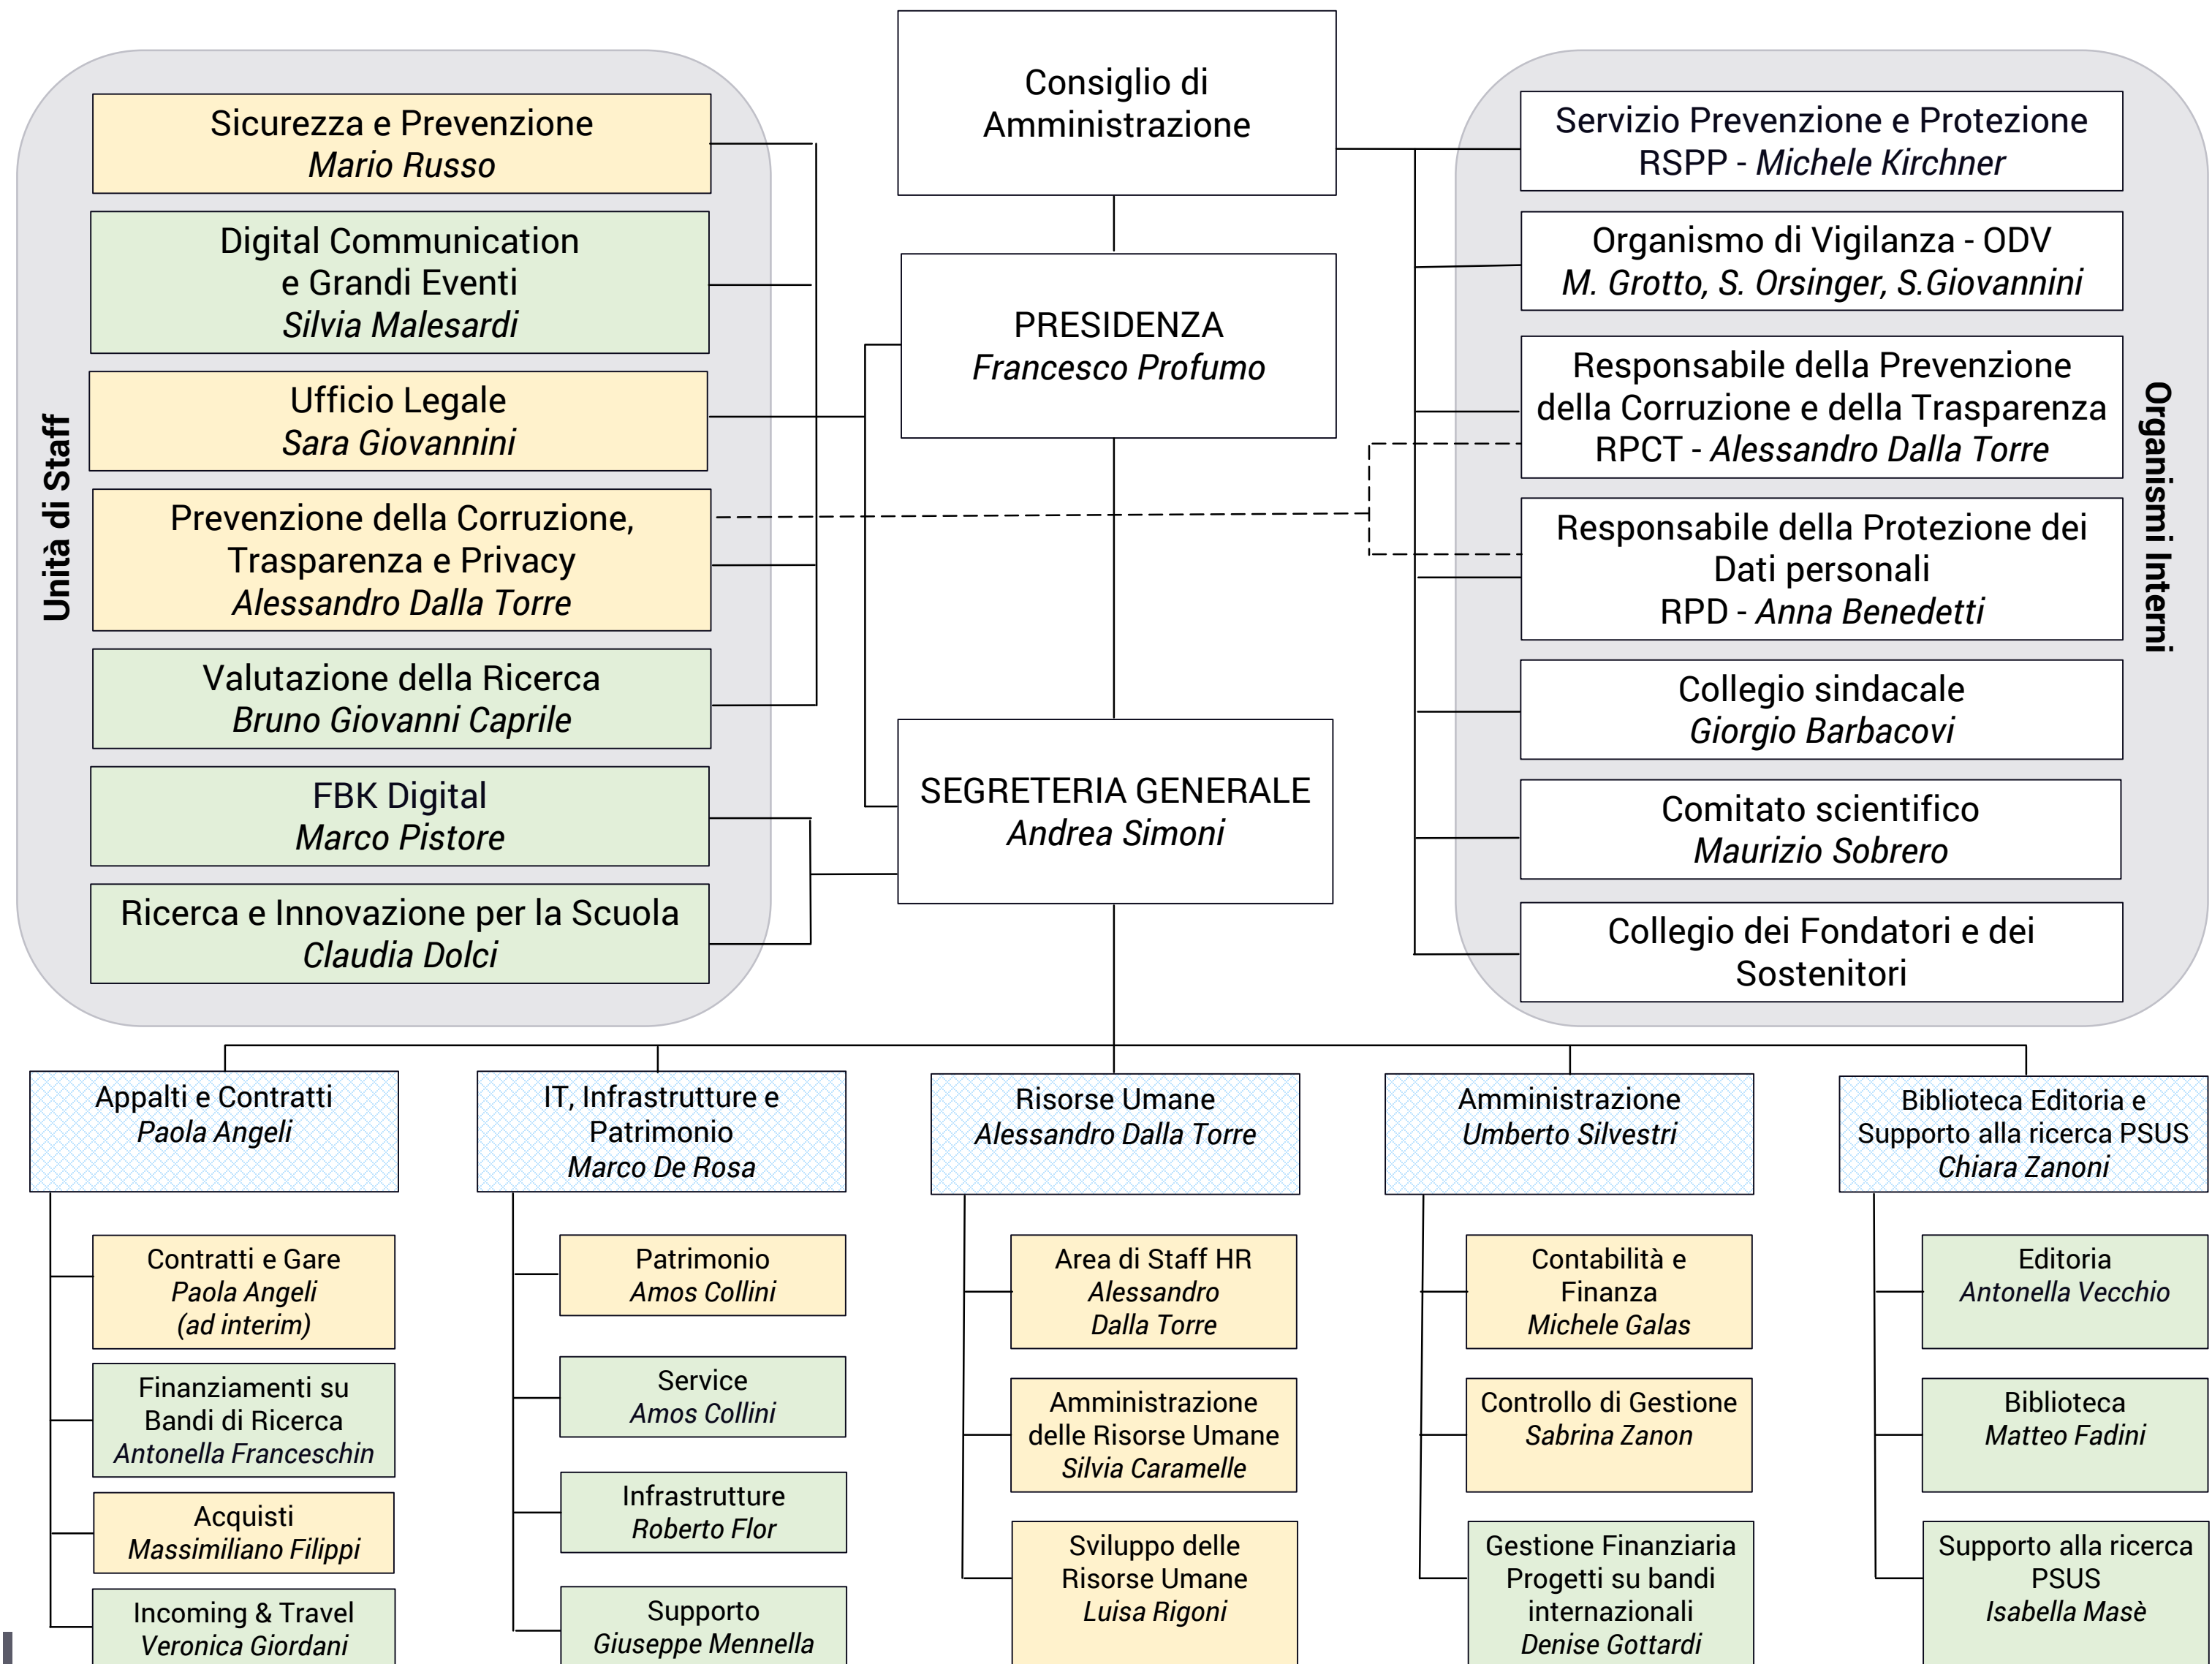 Consiglio di
Amministrazione
PRESIDENZA
Francesco Profumo
SEGRETERIA GENERALE
Andrea Simoni
Unità di Staff
Sicurezza e Prevenzione
Mario Russo
Digital Communication
e Grandi Eventi
Silvia Malesardi
Ufficio Legale
Sara Giovannini
Prevenzione della Corruzione,
Trasparenza e Privacy
Alessandro Dalla Torre
Valutazione della Ricerca
Bruno Giovanni Caprile
FBK Digital
Marco Pistore
Ricerca e Innovazione per la Scuola
Claudia Dolci
Organismi Interni
Servizio Prevenzione e Protezione
RSPP - Michele Kirchner
Organismo di Vigilanza - ODV
M. Grotto, S. Orsinger, S.Giovannini
Responsabile della Prevenzione
della Corruzione e della Trasparenza
RPCT - Alessandro Dalla Torre
Responsabile della Protezione dei
Dati personali
RPD - Anna Benedetti
Collegio sindacale
Giorgio Barbacovi
Comitato scientifico
Maurizio Sobrero
Collegio dei Fondatori e dei
Sostenitori
Appalti e Contratti
Paola Angeli
Contratti e Gare
Paola Angeli
(ad interim)
Finanziamenti su
Bandi di Ricerca
Antonella Franceschin
Acquisti
Massimiliano Filippi
Incoming & Travel
Veronica Giordani
IT, Infrastrutture e
Patrimonio
Marco De Rosa
Patrimonio
Amos Collini
Service
Amos Collini
Infrastrutture
Roberto Flor
Supporto
Giuseppe Mennella
Risorse Umane
Alessandro Dalla Torre
Area di Staff HR
Alessandro
Dalla Torre
Amministrazione
delle Risorse Umane
Silvia Caramelle
Sviluppo delle
Risorse Umane
Luisa Rigoni
Amministrazione
Umberto Silvestri
Contabilità e
Finanza
Michele Galas
Controllo di Gestione
Sabrina Zanon
Gestione Finanziaria
Progetti su bandi
internazionali
Denise Gottardi
Biblioteca Editoria e
Supporto alla ricerca PSUS
Chiara Zanoni
Editoria
Antonella Vecchio
Biblioteca
Matteo Fadini
Supporto alla ricerca
PSUS
Isabella Masè